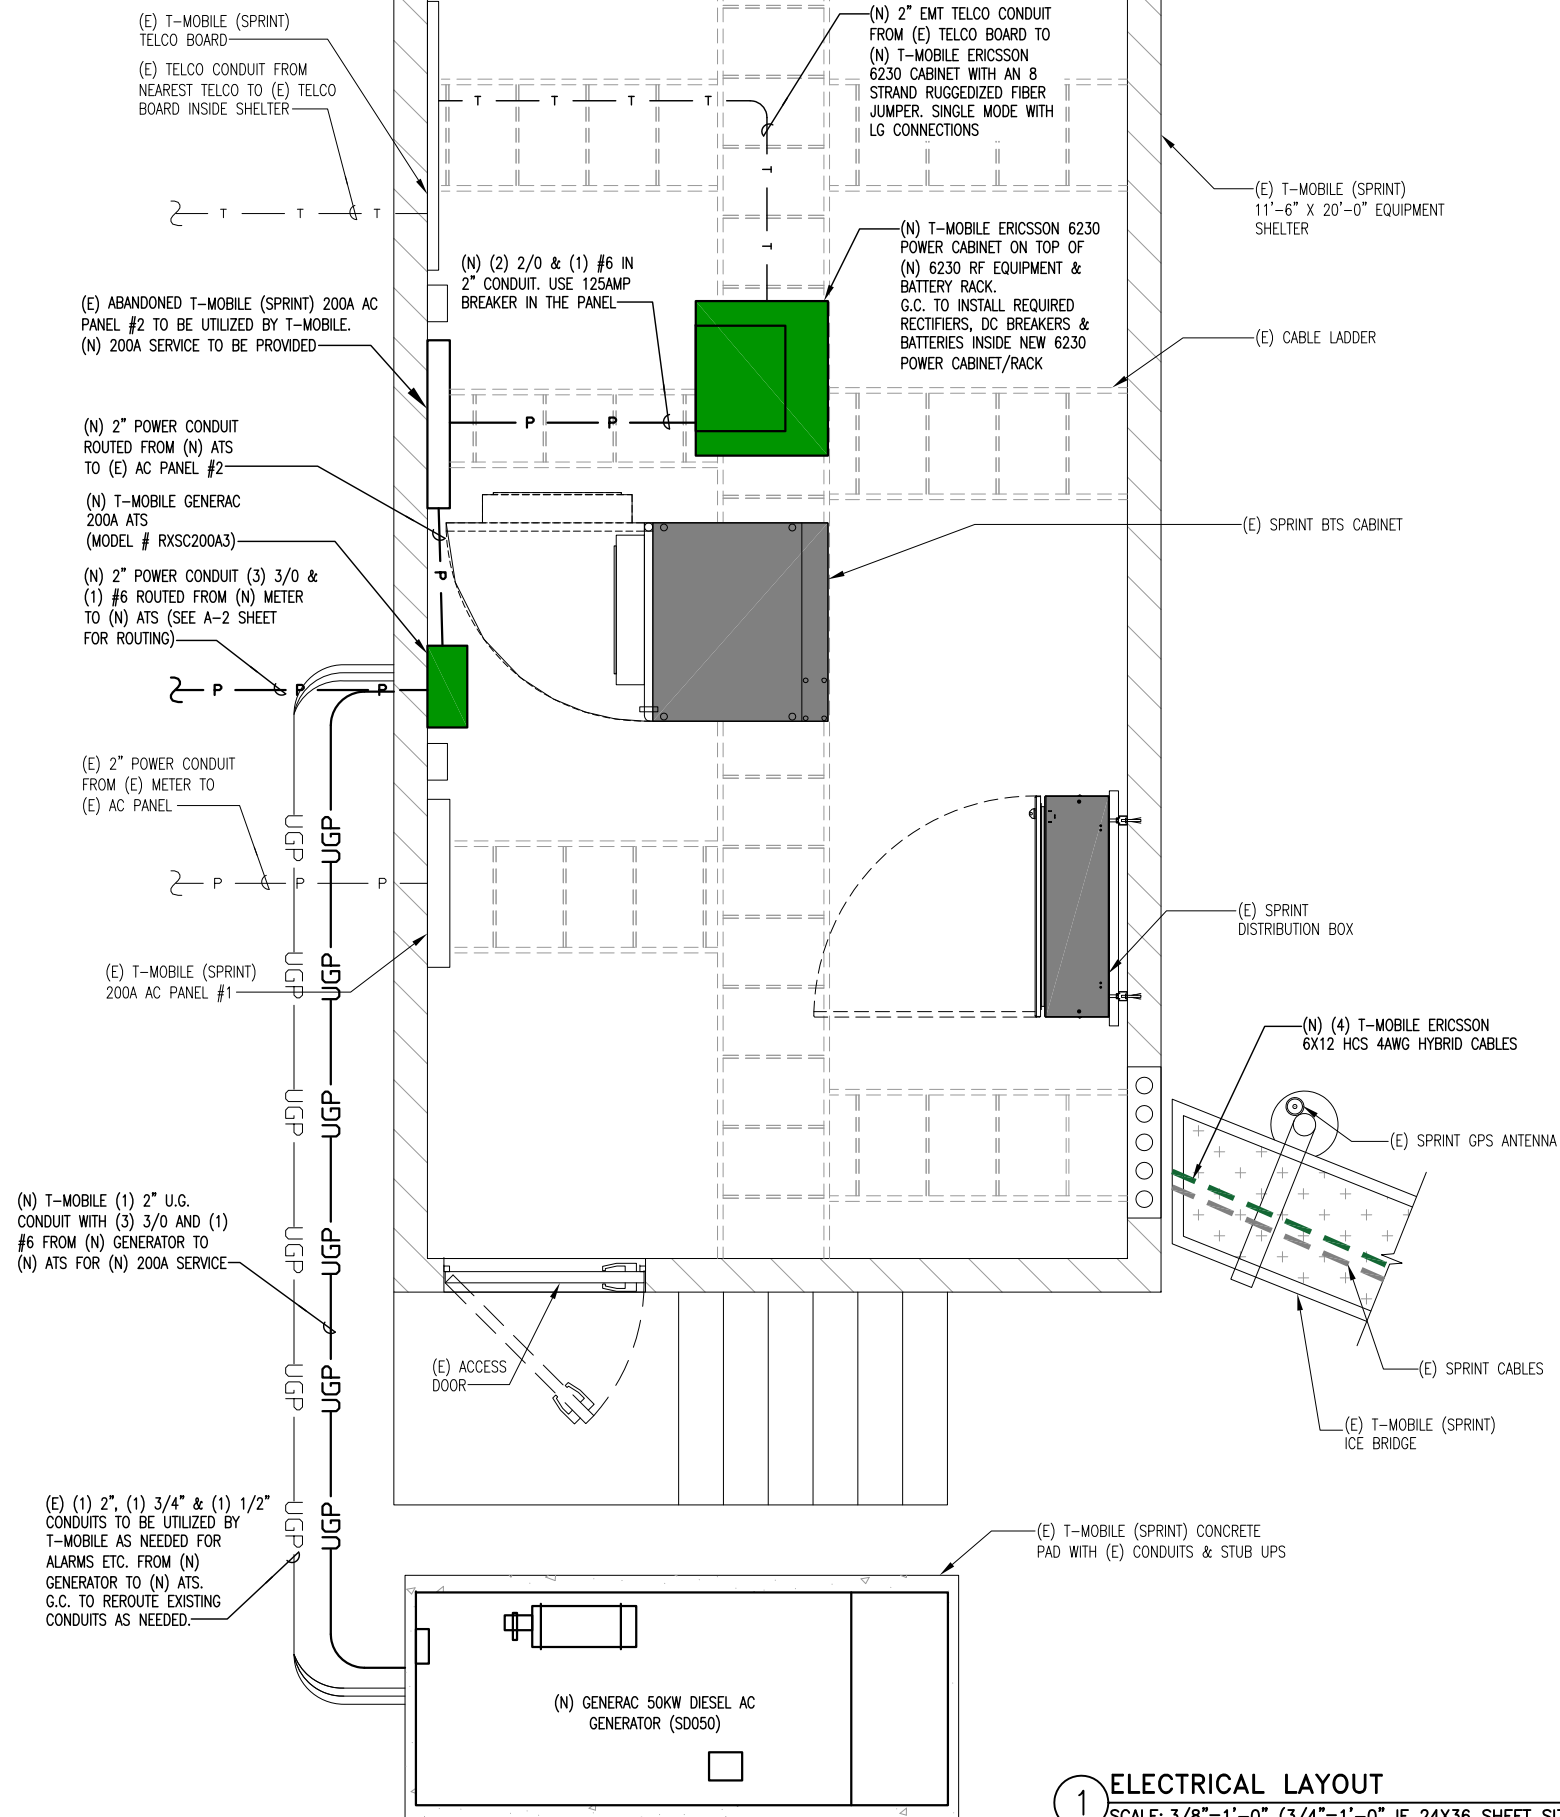 (E) T-MOBILE (SPRINT)
TELCO BOARD
(E) TELCO CONDUIT FROM
NEAREST TELCO TO (E) TELCO
BOARD INSIDE SHELTER
(N) 2" EMT TELCO CONDUIT
FROM (E) TELCO BOARD TO
(N) T-MOBILE ERICSSON
6230 CABINET WITH AN 8
STRAND RUGGEDIZED FIBER
JUMPER. SINGLE MODE WITH
LG CONNECTIONS
T T T T
T
T
T T T
(E) T-MOBILE (SPRINT)
11'-6" X 20'-0" EQUIPMENT
SHELTER
(N) T-MOBILE ERICSSON 6230
POWER CABINET ON TOP OF
(N) 6230 RF EQUIPMENT &
BATTERY RACK.
G.C. TO INSTALL REQUIRED
RECTIFIERS, DC BREAKERS &
BATTERIES INSIDE NEW 6230
POWER CABINET/RACK
(N) (2) 2/0 & (1) #6 IN
2" CONDUIT. USE 125AMP
BREAKER IN THE PANEL
(E) ABANDONED T-MOBILE (SPRINT) 200A AC
PANEL #2 TO BE UTILIZED BY T-MOBILE.
(N) 200A SERVICE TO BE PROVIDED
(E) CABLE LADDER
P P
(N) 2" POWER CONDUIT
ROUTED FROM (N) ATS
TO (E) AC PANEL #2
(N) T-MOBILE GENERAC
200A ATS
(MODEL # RXSC200A3)
(E) SPRINT BTS CABINET
P
(N) 2" POWER CONDUIT (3) 3/0 &
(1) #6 ROUTED FROM (N) METER
TO (N) ATS (SEE A-2 SHEET
FOR ROUTING)
P P P
(E) 2" POWER CONDUIT
FROM (E) METER TO
(E) AC PANEL
UGP UGP
P P P
(E) SPRINT
DISTRIBUTION BOX
(E) T-MOBILE (SPRINT)
200A AC PANEL #1
UGP UGP
(N) (4) T-MOBILE ERICSSON
6X12 HCS 4AWG HYBRID CABLES
UGP UGP
(E) SPRINT GPS ANTENNA
(N) T-MOBILE (1) 2" U.G.
CONDUIT WITH (3) 3/0 AND (1)
#6 FROM (N) GENERATOR TO
(N) ATS FOR (N) 200A SERVICE
UGP UGP
(E) ACCESS
DOOR
(E) SPRINT CABLES
UGP UGP
(E) T-MOBILE (SPRINT)
ICE BRIDGE
(E) (1) 2", (1) 3/4" & (1) 1/2"
CONDUITS TO BE UTILIZED BY
T-MOBILE AS NEEDED FOR
ALARMS ETC. FROM (N)
GENERATOR TO (N) ATS.
G.C. TO REROUTE EXISTING
CONDUITS AS NEEDED.
UGP UGP
(E) T-MOBILE (SPRINT) CONCRETE
PAD WITH (E) CONDUITS & STUB UPS
(N) GENERAC 50KW DIESEL AC
GENERATOR (SD050)
1
ELECTRICAL LAYOUT
SCALE: 3/8"=1'-0" (3/4"=1'-0" IF 24X36 SHEET